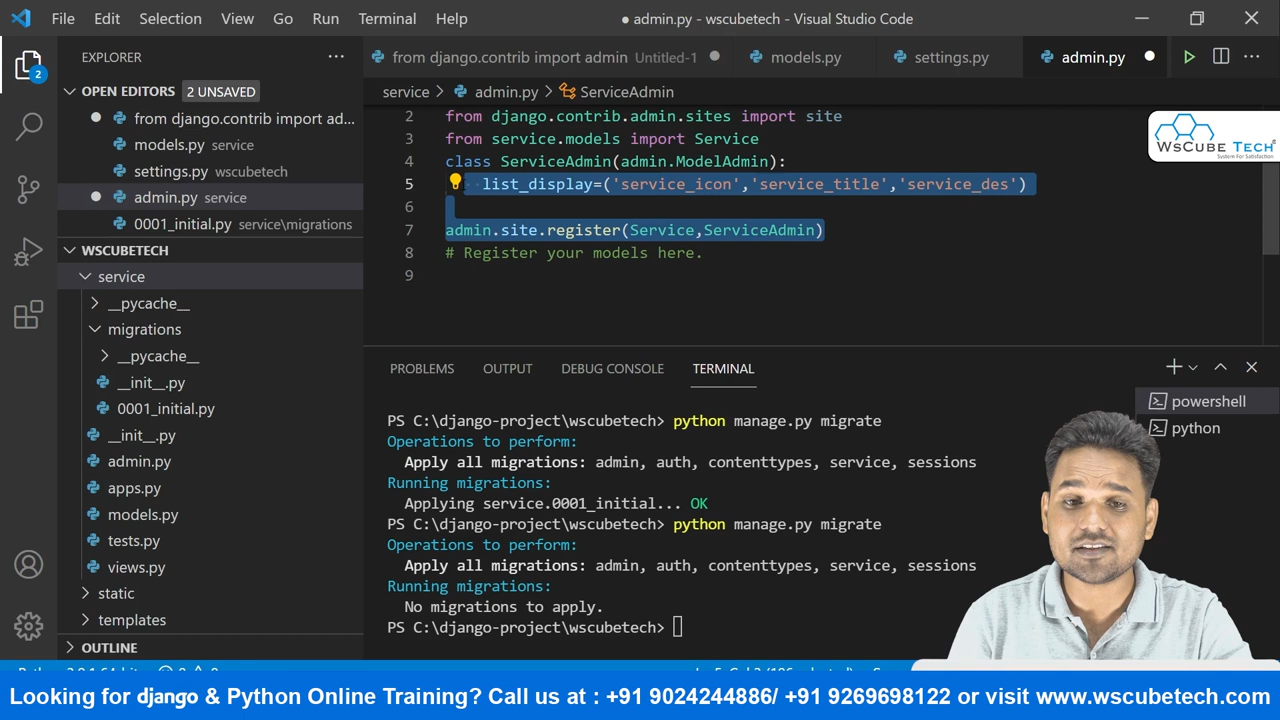 File Edit Selection View Go Run Terminal Help
● admin.py - wscubetech - Visual Studio Code
EXPLORER
from django.contrib import admin Untitled-1
models.py
settings.py
admin.py
2
OPEN EDITORS 2 UNSAVED
service > admin.py > ServiceAdmin
from django.contrib import ad...
models.py service
settings.py wscubetech
admin.py service
0001_initial.py service\migrations
WSCUBETECH
service
__pycache__
migrations
__pycache__
__init__.py
0001_initial.py
__init__.py
admin.py
apps.py
models.py
tests.py
views.py
static
templates
OUTLINE
2 from django.contrib.admin.sites import site
3 from service.models import Service
4 class ServiceAdmin(admin.ModelAdmin):
5 list_display=('service_icon','service_title','service_des')
6
7 admin.site.register(Service,ServiceAdmin)
8 # Register your models here.
9
WsCube Tech
System For Satisfaction
PROBLEMS OUTPUT DEBUG CONSOLE TERMINAL
powershell
python
PS C:\django-project\wscubetech> python manage.py migrate
Operations to perform:
Apply all migrations: admin, auth, contenttypes, service, sessions
Running migrations:
Applying service.0001_initial... OK
PS C:\django-project\wscubetech> python manage.py migrate
Operations to perform:
Apply all migrations: admin, auth, contenttypes, service, sessions
Running migrations:
No migrations to apply.
PS C:\django-project\wscubetech>
Looking for django & Python Online Training? Call us at : +91 9024244886/ +91 9269698122 or visit www.wscubetech.com